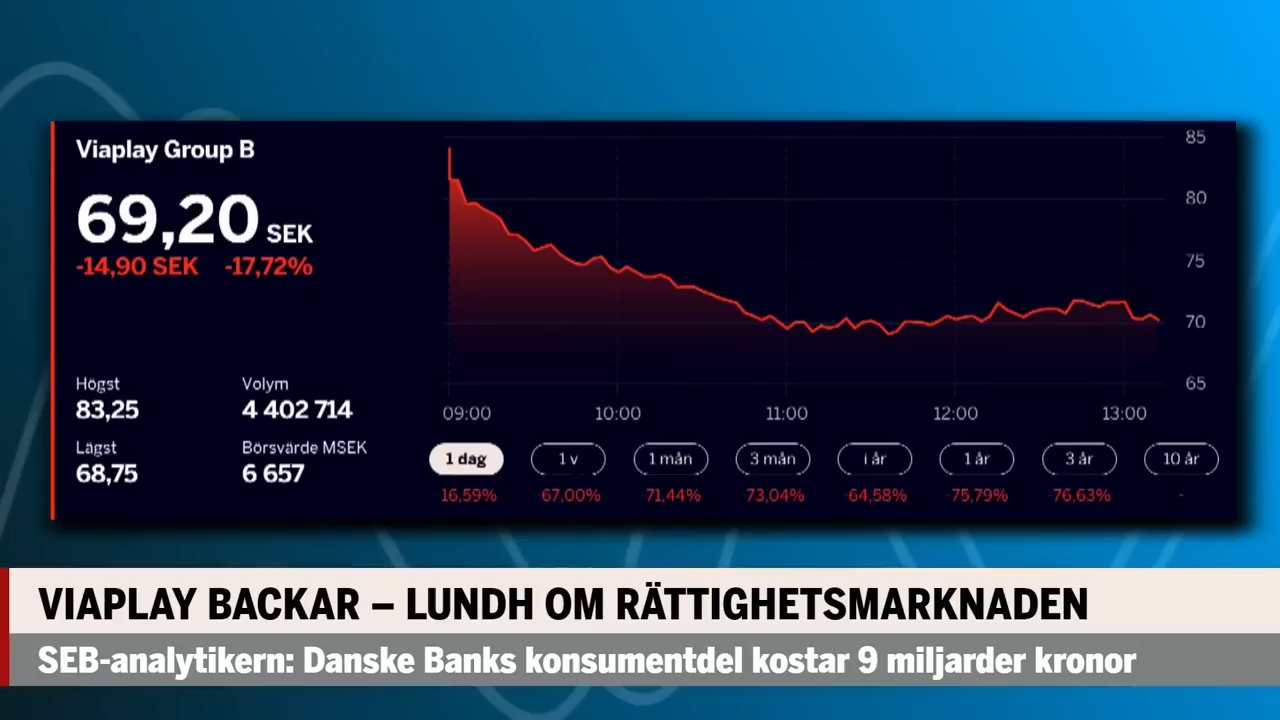 Viaplay Group B
69,20 SEK
-14,90 SEK -17,72%
Högst
83,25
Volym
4 402 714
Lägst
68,75
Börsvärde MSEK
6 657
85
80
75
70
65
09:00 10:00 11:00 12:00 13:00
1 dag 1 v 1 mån 3 mån i år 1 år 3 år 10 år
16,59% 67,00% -71,44% 73,04% -64,58% -75,79% -76,63% -
VIAPLAY BACKAR – LUNDH OM RÄTTIGHETSMARKNADEN
SEB-analytikern: Danske Banks konsumentdel kostar 9 miljarder kronor